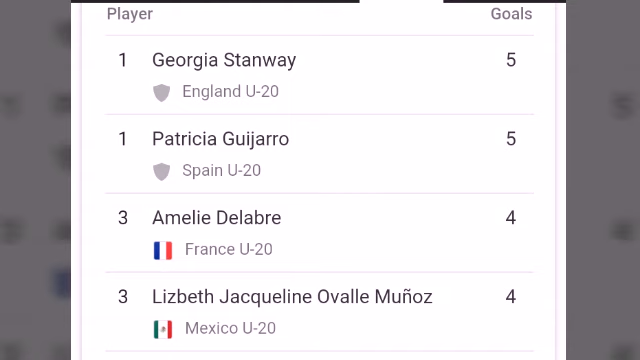 Player Goals
1 Georgia Stanway 5
England U-20
1 Patricia Guijarro 5
Spain U-20
3 Amelie Delabre 4
France U-20
3 Lizbeth Jacqueline Ovalle Muñoz 4
Mexico U-20